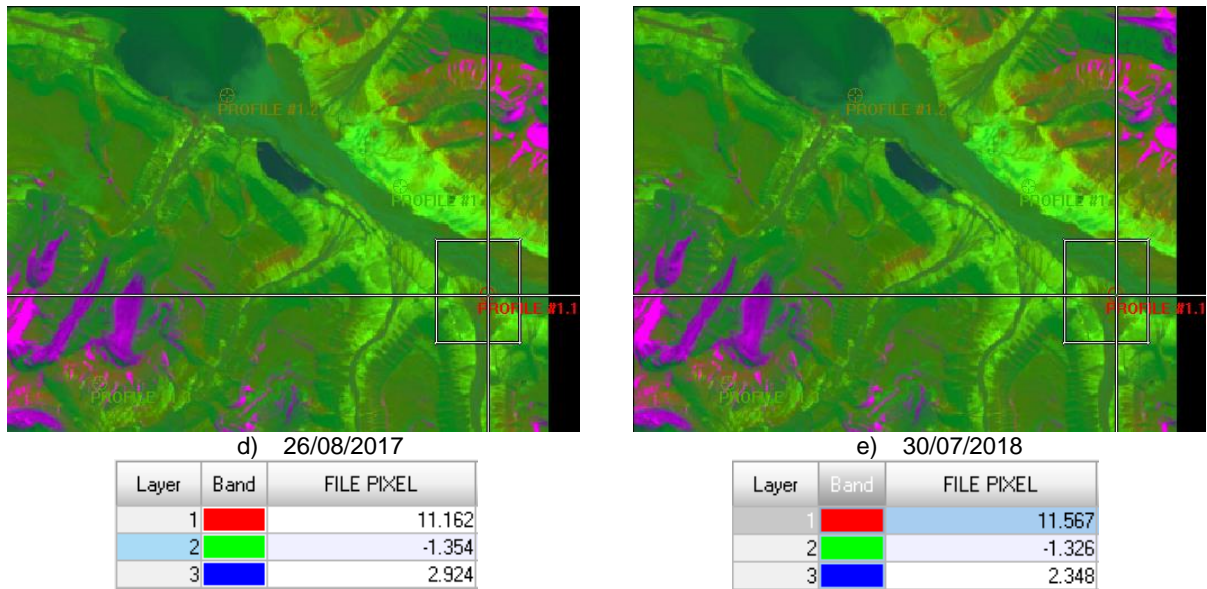 PROFILE #1.2
PROFILE #1
PROFILE #1.1
PROFILE #1.3
PROFILE #1.2
PROFILE #1
PROFILE #1.1
PROFILE #1.3
d) 26/08/2017
e) 30/07/2018
Layer Band FILE PIXEL
1 11.162
2 -1.354
3 2.924
Layer Band FILE PIXEL
1 11.567
2 -1.326
3 2.348